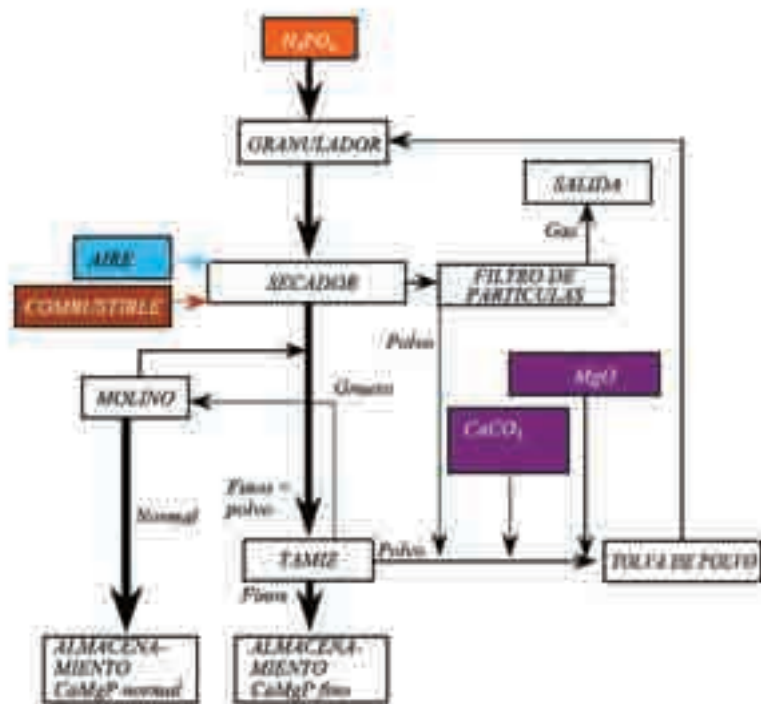 H₃PO₄
GRANULADOR
SALIDA
Gas
AIRE
SECADOR
FILTRO DE
PARTICULAS
COMBUSTIBLE
Polvo
MgO
MOLINO
Grueso
CaCO₃
Finos +
polvo
Normal
Polvo
TAMIZ
TOLVA DE POLVO
Finos
ALMACENA-
MIENTO
CaMgP normal
ALMACENA-
MIENTO
CaMgP fino